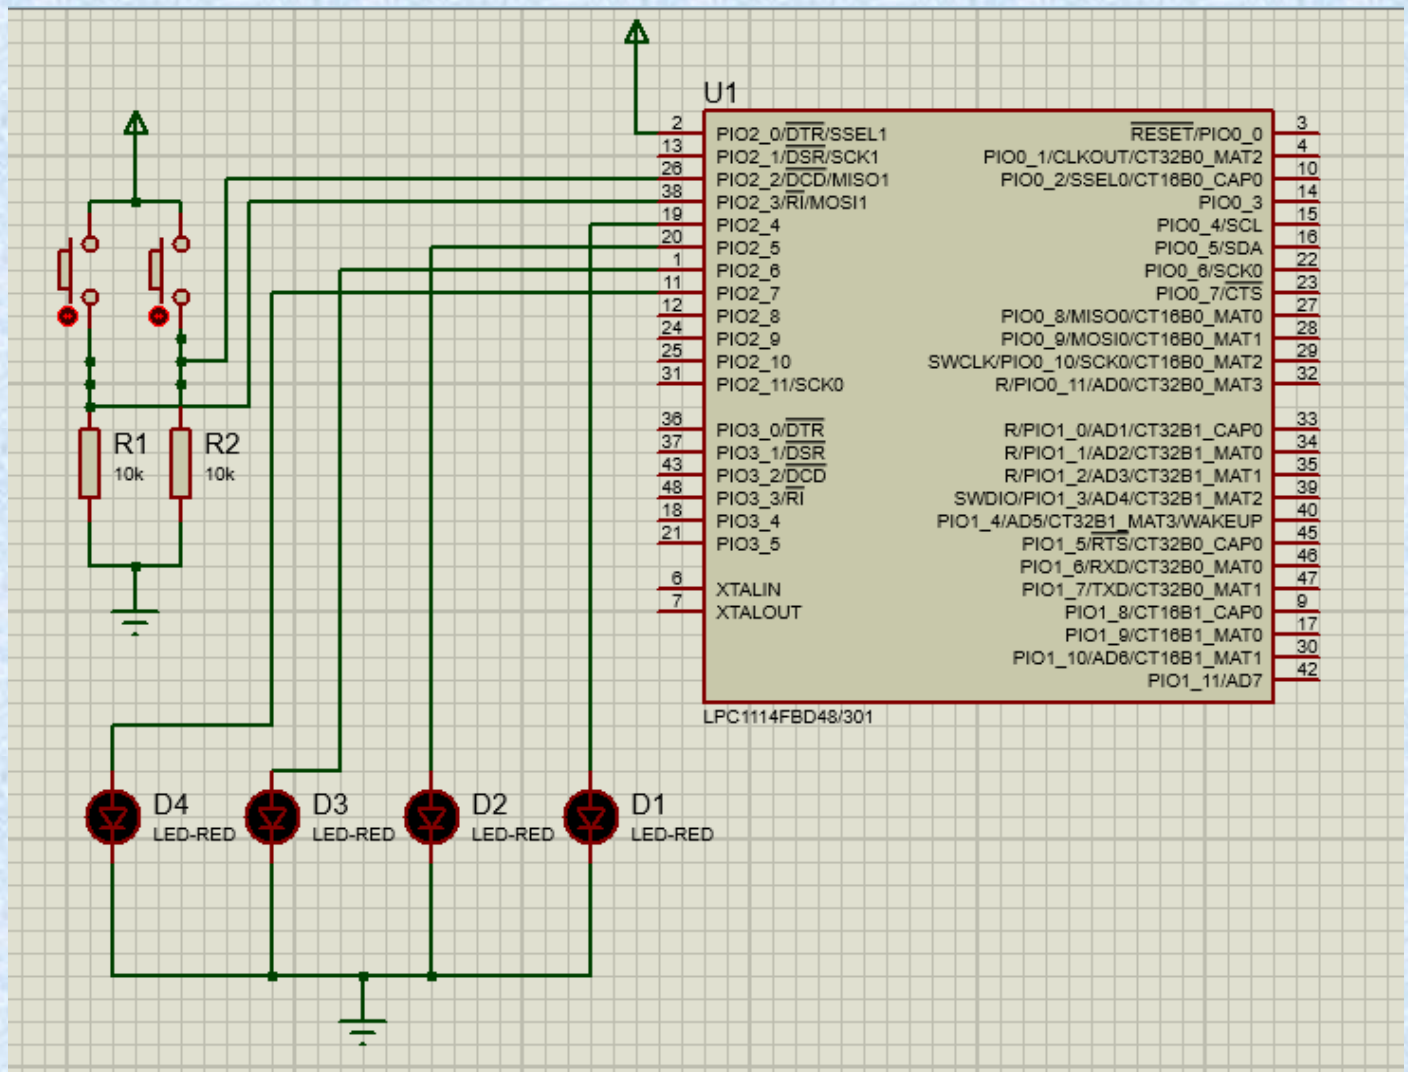 U1
2 PIO2_0/DTR/SSEL1 RESET/PIO0_0 3
13 PIO2_1/DSR/SCK1 PIO0_1/CLKOUT/CT32B0_MAT2 4
26 PIO2_2/DCD/MISO1 PIO0_2/SSEL0/CT16B0_CAP0 10
38 PIO2_3/RI/MOSI1 PIO0_3 14
19 PIO2_4 PIO0_4/SCL 15
20 PIO2_5 PIO0_5/SDA 16
1 PIO2_6 PIO0_6/SCK0 22
11 PIO2_7 PIO0_7/CTS 23
12 PIO2_8 PIO0_8/MISO0/CT16B0_MAT0 27
24 PIO2_9 PIO0_9/MOSI0/CT16B0_MAT1 28
25 PIO2_10 SWCLK/PIO0_10/SCK0/CT16B0_MAT2 29
31 PIO2_11/SCK0 R/PIO0_11/AD0/CT32B0_MAT3 32
36 PIO3_0/DTR R/PIO1_0/AD1/CT32B1_CAP0 33
37 PIO3_1/DSR R/PIO1_1/AD2/CT32B1_MAT0 34
43 PIO3_2/DCD R/PIO1_2/AD3/CT32B1_MAT1 35
48 PIO3_3/RI SWDIO/PIO1_3/AD4/CT32B1_MAT2 39
18 PIO3_4 PIO1_4/AD5/CT32B1_MAT3/WAKEUP 40
21 PIO3_5 PIO1_5/RTS/CT32B0_CAP0 45
PIO1_6/RXD/CT32B0_MAT0 46
6 XTALIN PIO1_7/TXD/CT32B0_MAT1 47
7 XTALOUT PIO1_8/CT16B1_CAP0 9
PIO1_9/CT16B1_MAT0 17
PIO1_10/AD6/CT16B1_MAT1 30
PIO1_11/AD7 42
LPC1114FBD48/301
R1
10k
R2
10k
D4
LED-RED
D3
LED-RED
D2
LED-RED
D1
LED-RED